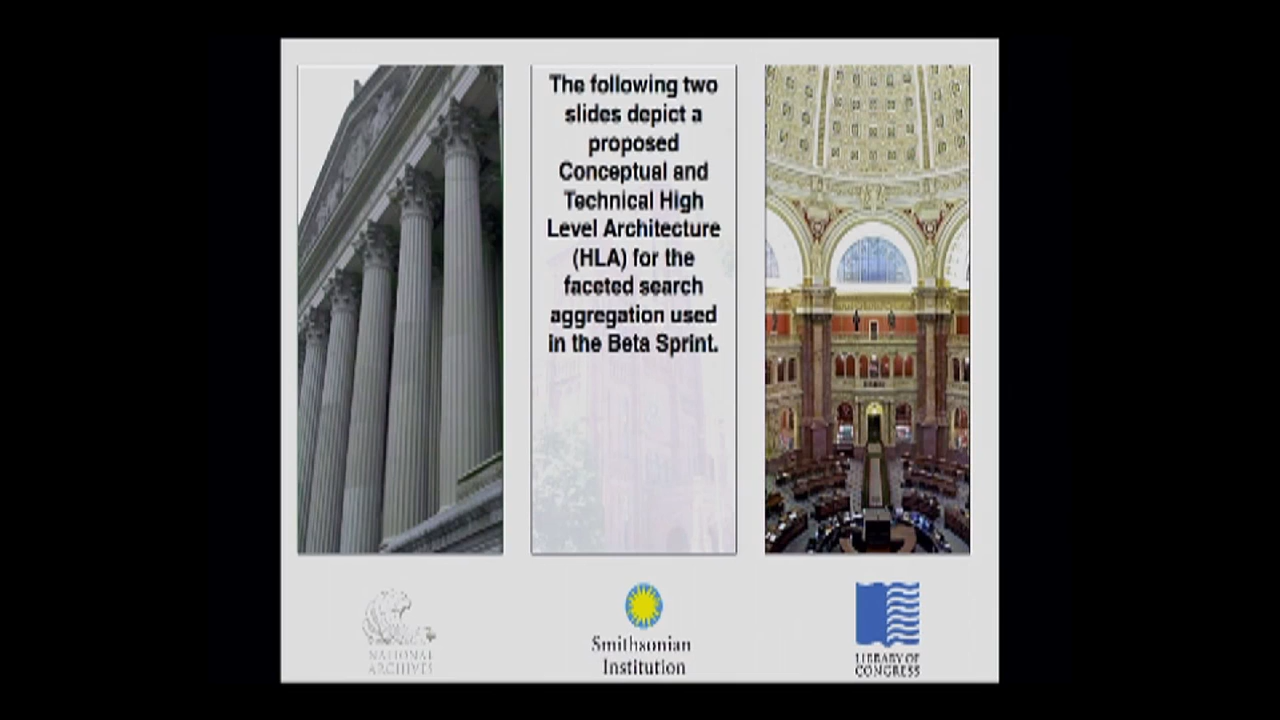 The following two
slides depict a
proposed
Conceptual and
Technical High
Level Architecture
(HLA) for the
faceted search
aggregation used
in the Beta Sprint.
NATIONAL
ARCHIVES
Smithsonian
Institution
LIBRARY OF
CONGRESS